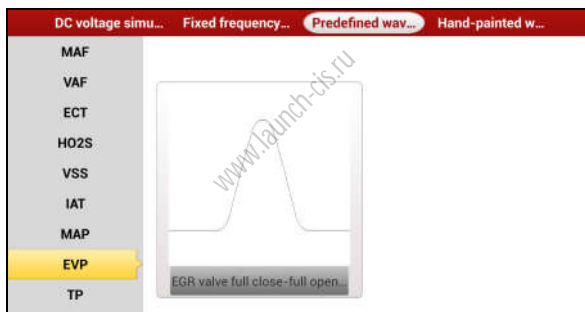 DC voltage simu... Fixed frequency... Predefined wav... Hand-painted w...
MAF
VAF
ECT
HO2S
VSS
IAT
MAP
EVP
TP
www.launch-cis.ru
EGR valve full close-full open...